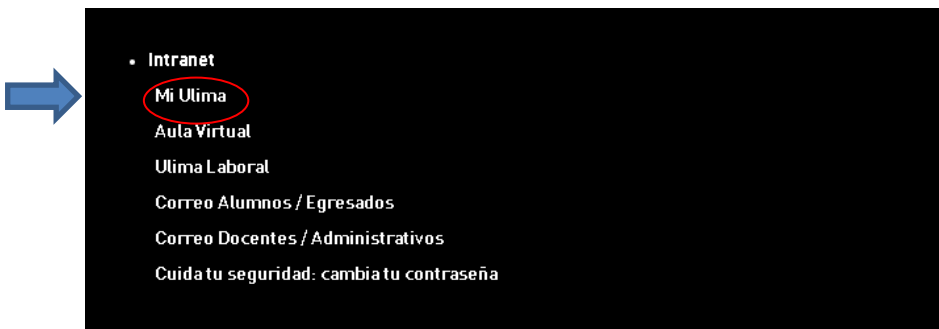 • Intranet
Mi Ulima
Aula Virtual
Ulima Laboral
Correo Alumnos / Egresados
Correo Docentes / Administrativos
Cuida tu seguridad: cambia tu contraseña